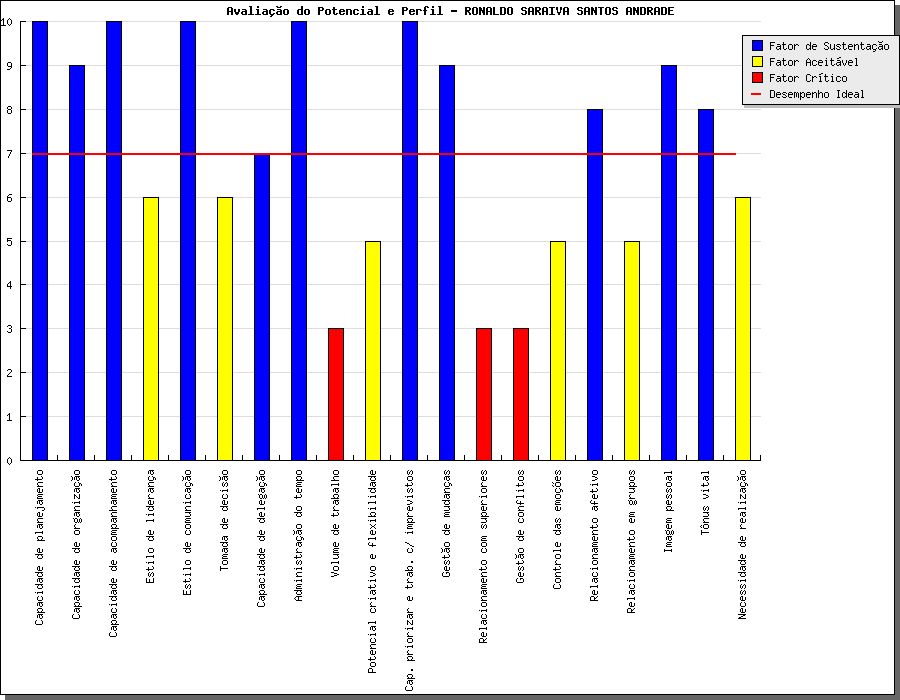 Avaliação do Potencial e Perfil - RONALDO SARAIVA SANTOS ANDRADE
Fator de Sustentação
Fator Aceitável
Fator Crítico
Desempenho Ideal
10
9
8
7
6
5
4
3
2
1
0
Capacidade de planejamento
Capacidade de organização
Capacidade de acompanhamento
Estilo de liderança
Estilo de comunicação
Tomada de decisão
Capacidade de delegação
Administração do tempo
Volume de trabalho
Potencial criativo e flexibilidade
Cap. priorizar e trab. c/ imprevistos
Gestão de mudanças
Relacionamento com superiores
Gestão de conflitos
Controle das emoções
Relacionamento afetivo
Relacionamento em grupos
Imagem pessoal
Tônus vital
Necessidade de realização